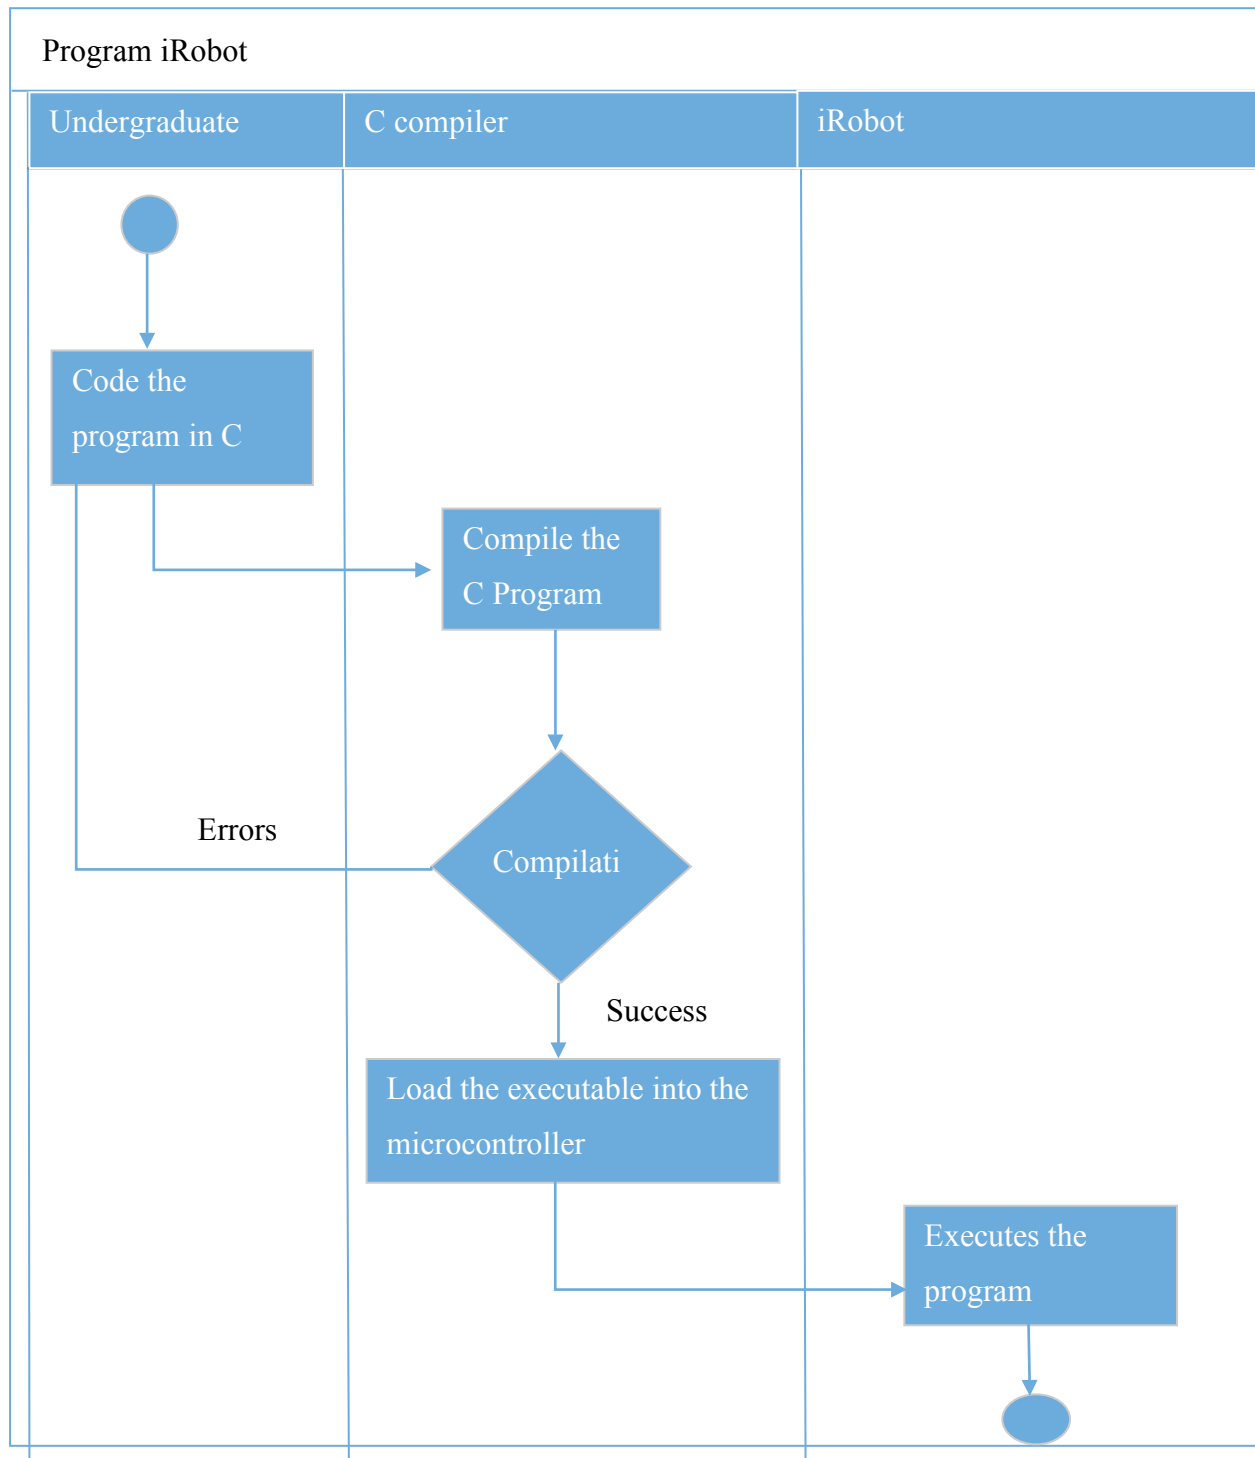 Program iRobot
Undergraduate
C compiler
iRobot
Code the
program in C
Compile the
C Program
Errors
Compilati
Success
Load the executable into the
microcontroller
Executes the
program